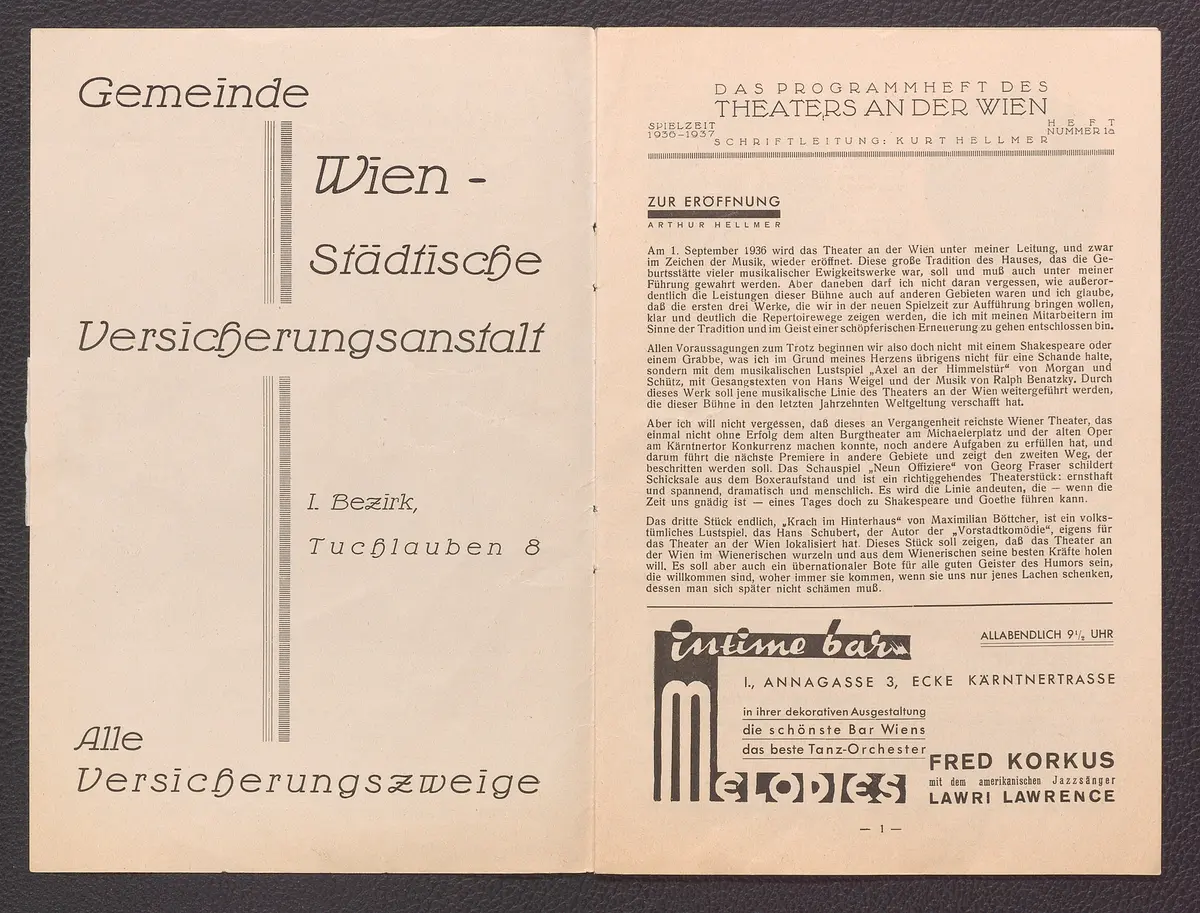 Gemeinde
Wien -
Städtische
Versicherungsanstalt
I. Bezirk,
Tuchlauben 8
Alle
Versicherungszweige
DAS PROGRAMMHEFT DES
THEATERS AN DER WIEN
SPIELZEIT
1936-1937
HEFT
NUMMER 1a
SCHRIFTLEITUNG: KURT HELLMER
ZUR ERÖFFNUNG
ARTHUR HELLMER
Am 1. September 1936 wird das Theater an der Wien unter meiner Leitung, und zwar
im Zeichen der Musik, wieder eröffnet. Diese große Tradition des Hauses, das die Ge-
burtsstätte vieler musikalischer Ewigkeitswerke war, soll und muß auch unter meiner
Führung gewahrt werden. Aber daneben darf ich nicht daran vergessen, wie außeror-
dentlich die Leistungen dieser Bühne auch auf anderen Gebieten waren und ich glaube,
daß die ersten drei Werke, die wir in der neuen Spielzeit zur Aufführung bringen wollen,
klar und deutlich die Repertoirewege zeigen werden, die ich mit meinen Mitarbeitern im
Sinne der Tradition und im Geist einer schöpferischen Erneuerung zu gehen entschlossen bin.
Allen Voraussagungen zum Trotz beginnen wir also doch nicht mit einem Shakespeare oder
einem Grabbe, was ich im Grund meines Herzens übrigens nicht für eine Schande halte,
sondern mit dem musikalischen Lustspiel „Axel an der Himmelstür" von Morgan und
Schütz, mit Gesangstexten von Hans Weigel und der Musik von Ralph Benatzky. Durch
dieses Werk soll jene musikalische Linie des Theaters an der Wien weitergeführt werden,
die dieser Bühne in den letzten Jahrzehnten Weltgeltung verschafft hat.
Aber ich will nicht vergessen, daß dieses an Vergangenheit reichste Wiener Theater, das
einmal nicht ohne Erfolg dem alten Burgtheater am Michaelerplatz und der alten Oper
am Kärntnertor Konkurrenz machen konnte, noch andere Aufgaben zu erfüllen hat, und
darum führt die nächste Premiere in andere Gebiete und zeigt den zweiten Weg, der
beschritten werden soll. Das Schauspiel „Neun Offiziere" von Georg Fraser schildert
Schicksale aus dem Boxeraufstand und ist ein richtiggehendes Theaterstück: ernsthaft
und spannend, dramatisch und menschlich. Es wird die Linie andeuten, die — wenn die
Zeit uns gnädig ist — eines Tages doch zu Shakespeare und Goethe führen kann.
Das dritte Stück endlich, „Krach im Hinterhaus" von Maximilian Böttcher, ist ein volks-
tümliches Lustspiel, das Hans Schubert, der Autor der „Vorstadtkomödie", eigens für
das Theater an der Wien lokalisiert hat. Dieses Stück soll zeigen, daß das Theater an
der Wien im Wienerischen wurzeln und aus dem Wienerischen seine besten Kräfte holen
will. Es soll aber auch ein übernationaler Bote für alle guten Geister des Humors sein,
die willkommen sind, woher immer sie kommen, wenn sie uns nur jenes Lachen schenken,
dessen man sich später nicht schämen muß.
intime bar
ALLABENDLICH 9½ UHR
I., ANNAGASSE 3, ECKE KÄRNTNERTRASSE
in ihrer dekorativen Ausgestaltung
die schönste Bar Wiens
das beste Tanz-Orchester
FRED KORKUS
mit dem amerikanischen Jazzsänger
LAWRI LAWRENCE
MELODIES
— 1 —